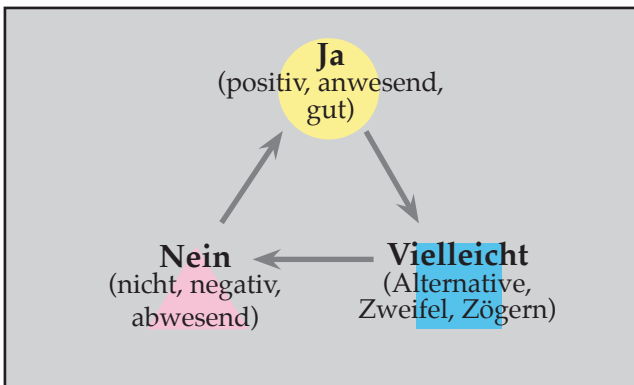 Ja
(positiv, anwesend,
gut)
Nein
(nicht, negativ,
abwesend)
Vielleicht
(Alternative,
Zweifel, Zögern)